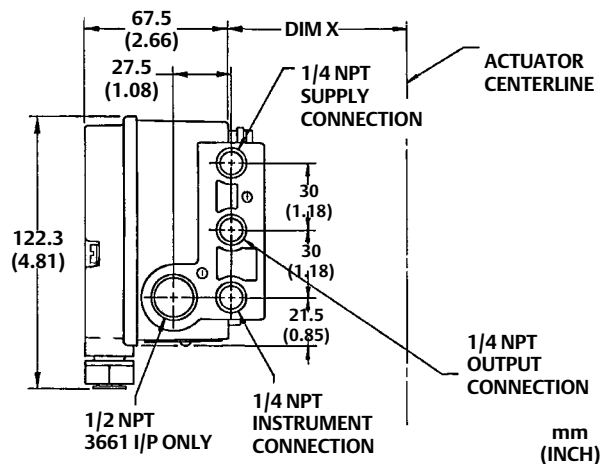 67.5
(2.66)
DIM X
27.5
(1.08)
1/4 NPT
SUPPLY
CONNECTION
ACTUATOR
CENTERLINE
122.3
(4.81)
30
(1.18)
30
(1.18)
21.5
(0.85)
1/2 NPT
3661 I/P ONLY
1/4 NPT
INSTRUMENT
CONNECTION
1/4 NPT
OUTPUT
CONNECTION
mm
(INCH)